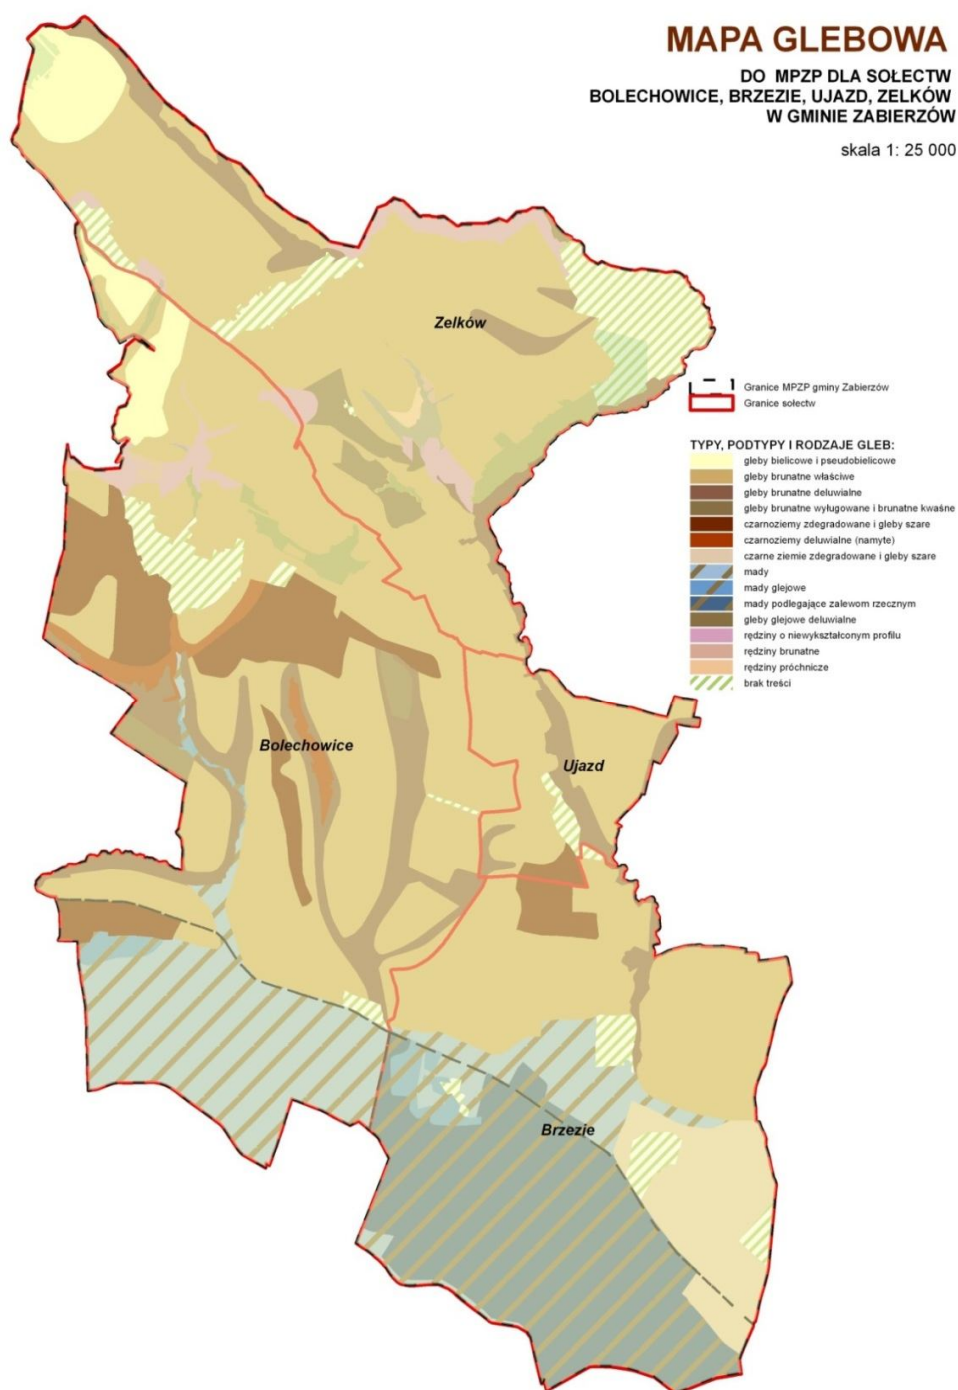 MAPA GLEBOWA
DO MPZP DLA SOŁECTW
BOLECHOWICE, BRZEZIE, UJAZD, ZELKÓW
W GMINIE ZABIERZÓW
skala 1: 25 000
Zelków
Granice MPZP gminy Zabierzów
Granice sołectw
TYPY, PODTYPY I RODZAJE GLEB:
gleby bielicowe i pseudobielicowe
gleby brunatne właściwe
gleby brunatne deluwialne
gleby brunatne wyługowane i brunatne kwaśne
czarnoziemy zdegradowane i gleby szare
czarnoziemy deluwialne (namyte)
czarne ziemie zdegradowane i gleby szare
mady
mady glejowe
mady podlegające zalewom rzecznym
gleby glejowe deluwialne
rędziny o niewykształconym profilu
rędziny brunatne
rędziny próchnicze
brak treści
Bolechowice
Ujazd
Brzezie